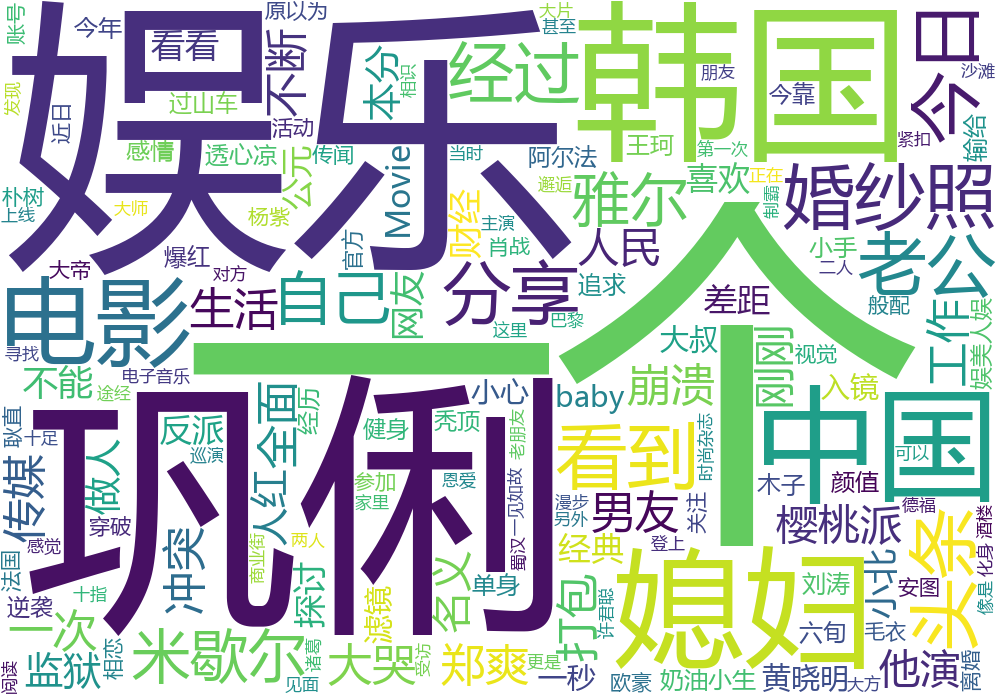 娱乐
一个
巩俐
韩国
中国
媳妇
电影
婚纱照
今日
老公
经过
自己
分享
生活
看到
头条
米歇尔
雅尔
人民
樱桃派
男友
差距
崩溃
刚刚
工作
不断
看看
本分
公元
财经
Movie
网友
baby
喜欢
大叔
小手
入镜
颜值
木子
刘涛
小北
他演
黄晓明
六旬
安图
毛衣
奶油小生
一秒
欧豪
郑爽
打包
名义
大哭
滤镜
探讨
监狱
一次
逆袭
传媒
做人
冲突
反派
全面
人红
不能
经典
单身
小心
秃顶
健身
参加
家里
恩爱
老朋友
经历
巡演
穿破
感觉
法国
十足
耿直
途经
电子音乐
寻找
大帝
爆红
对方
官方
肖战
主演
追求
这里
巴黎
邂逅
阿尔法
当时
相识
传闻
透心凉
感情
杨紫
大师
过山车
活动
近日
上线
朴树
发现
账号
今年
原以为
大片
甚至
朋友
今靠
王珂
第一次
正在
制霸
二人
般配
视觉
娱美人娱
输给
紧扣
沙滩
时尚杂志
关注
登上
漫步
另外
蜀汉一见如故
许君聪
更是
受访
诸葛
见面
两人
商业街
十指
相恋
阅读
可以
德福
酒楼
化身
像是
离婚
大方